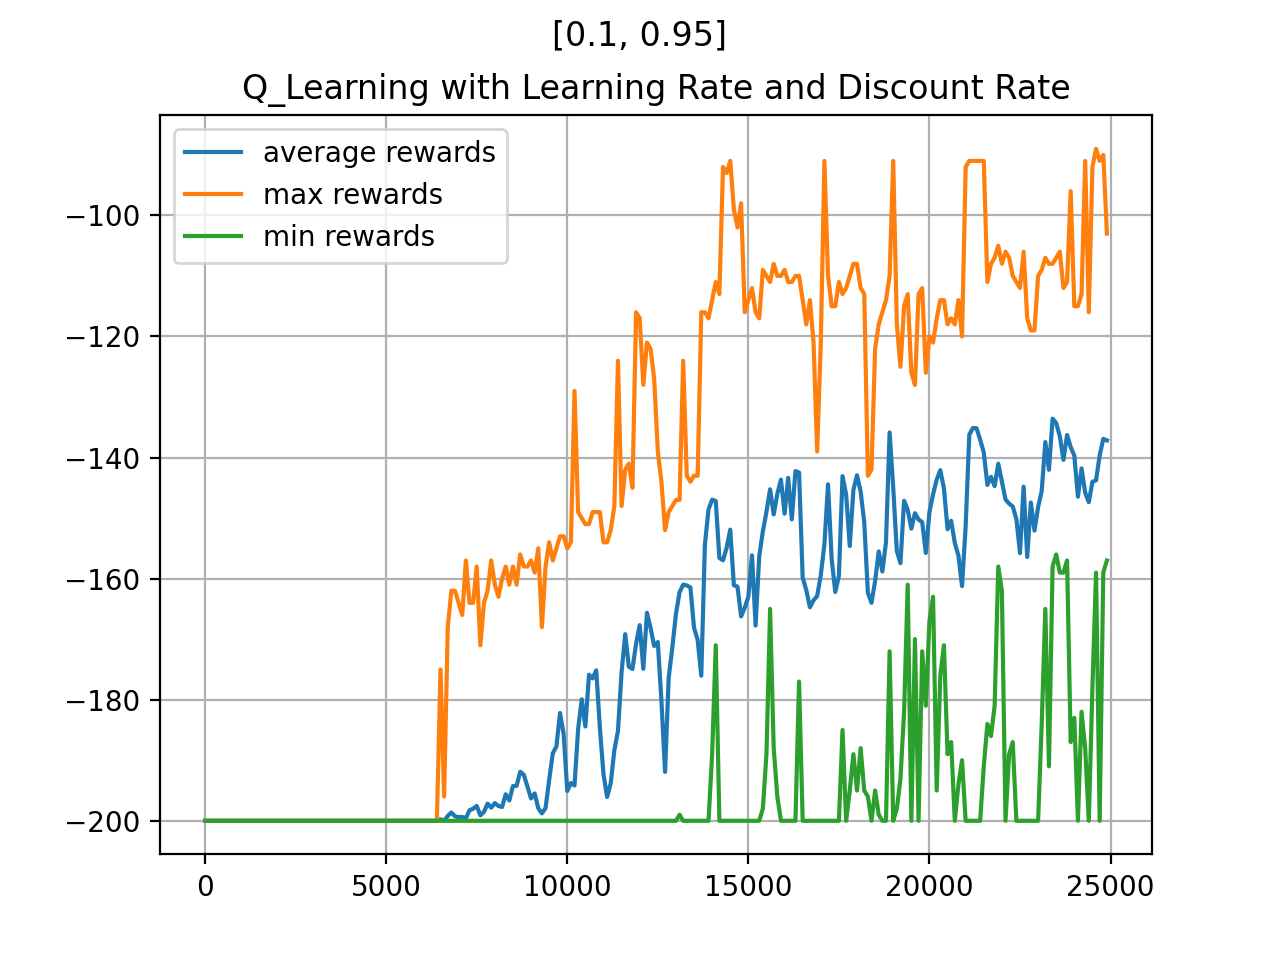 [0.1, 0.95]
Q_Learning with Learning Rate and Discount Rate
average rewards
max rewards
min rewards
−100
−120
−140
−160
−180
−200
0 5000 10000 15000 20000 25000